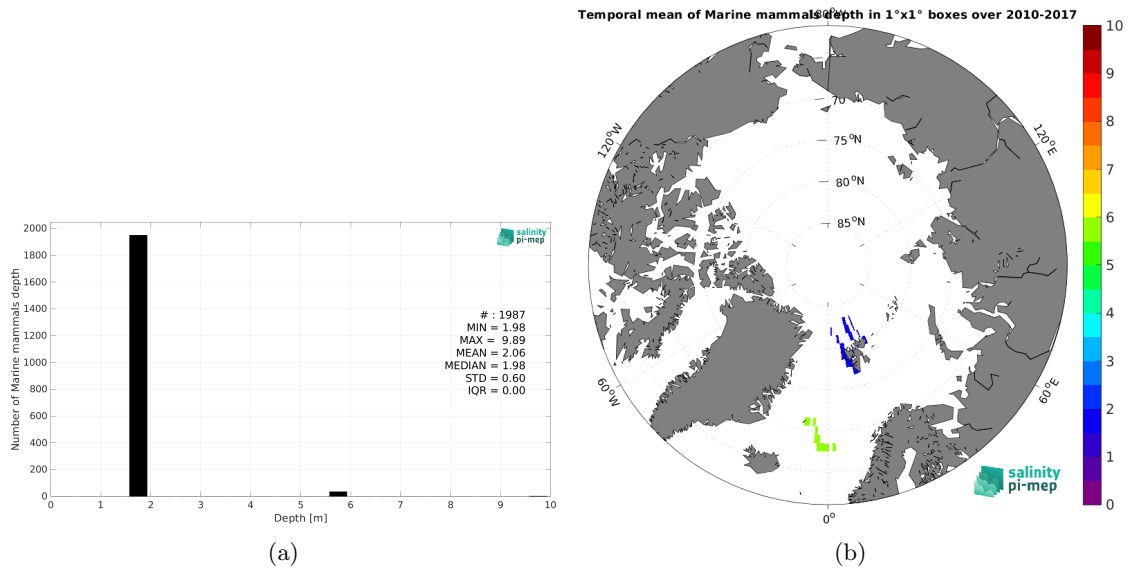 2000
1800
1600
1400
1200
1000
800
600
400
200
0
Number of Marine mammals depth
salinity
pi-mep
# : 1987
MIN = 1.98
MAX = 9.89
MEAN = 2.06
MEDIAN = 1.98
STD = 0.60
IQR = 0.00
0 1 2 3 4 5 6 7 8 9 10
Depth [m]
(a)
Temporal mean of Marine mammals depth in 1°x1° boxes over 2010-2017
180°W
120°W
120°E
70
75°N
80°N
85°N
60°W
60°E
0°
salinity
pi-mep
10
9
8
7
6
5
4
3
2
1
0
(b)